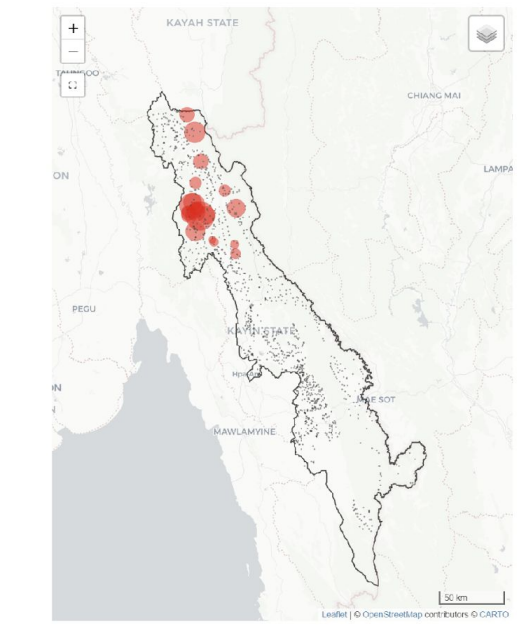 KAYAH STATE
+
−
TAUNGOO
CHIANG MAI
LAMPA
ON
PEGU
KAYIN STATE
ON
N
MAE SOT
MAWLAMYINE
50 km
Leaflet | © OpenStreetMap contributors © CARTO